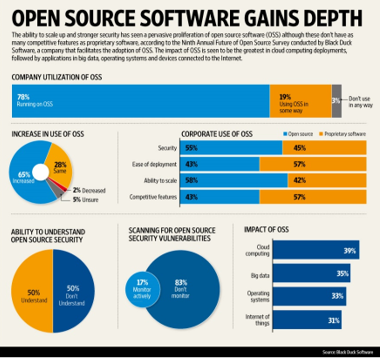 OPEN SOURCE SOFTWARE GAINS DEPTH
The ability to scale up and stronger security has seen a pervasive proliferation of open source software (OSS) although these don't have as
many competitive features as proprietary software, according to the Ninth Annual Future of Open Source Survey conducted by Black Duck
Software, a company that facilitates the adoption of OSS. The impact of OSS is seen to be the greatest in cloud computing deployments,
followed by applications in big data, operating systems and devices connected to the Internet.
COMPANY UTILIZATION OF OSS
78%
Running on OSS
19%
Using OSS in
some way
3%
Don't use
in any way
INCREASE IN USE OF OSS
65%
Increased
28%
Same
2% Decreased
5% Unsure
CORPORATE USE OF OSS
Open source
Proprietary software
Security 55% 45%
Ease of deployment 43% 57%
Ability to scale 58% 42%
Competitive features 43% 57%
ABILITY TO UNDERSTAND
OPEN SOURCE SECURITY
50%
Understand
50%
Don't
Understand
SCANNING FOR OPEN SOURCE
SECURITY VULNERABILITIES
17%
Monitor
actively
83%
Don't
monitor
IMPACT OF OSS
Cloud
computing
39%
Big data 35%
Operating
systems
33%
Internet of
things
31%
Source: Black Duck Software